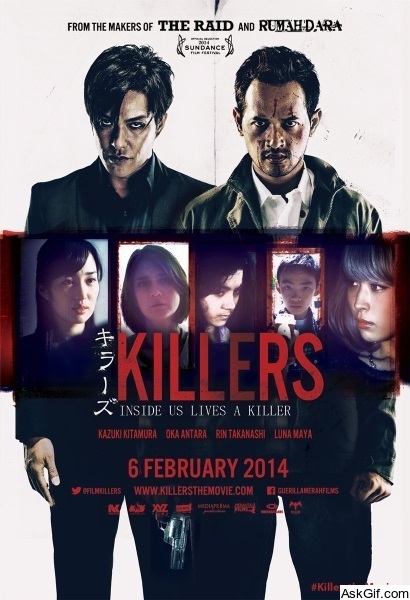 FROM THE MAKERS OF THE RAID AND RUMAH DARA
OFFICIAL SELECTION
2014
SUNDANCE
FILM FESTIVAL
キラーズ
KILLERS
INSIDE US LIVES A KILLER
KAZUKI KITAMURA OKA ANTARA RIN TAKANASHI LUNA MAYA
6 FEBRUARY 2014
@FILMKILLERS WWW.KILLERSTHEMOVIE.COM GUERILLAMERAHFILMS
AskGif.com